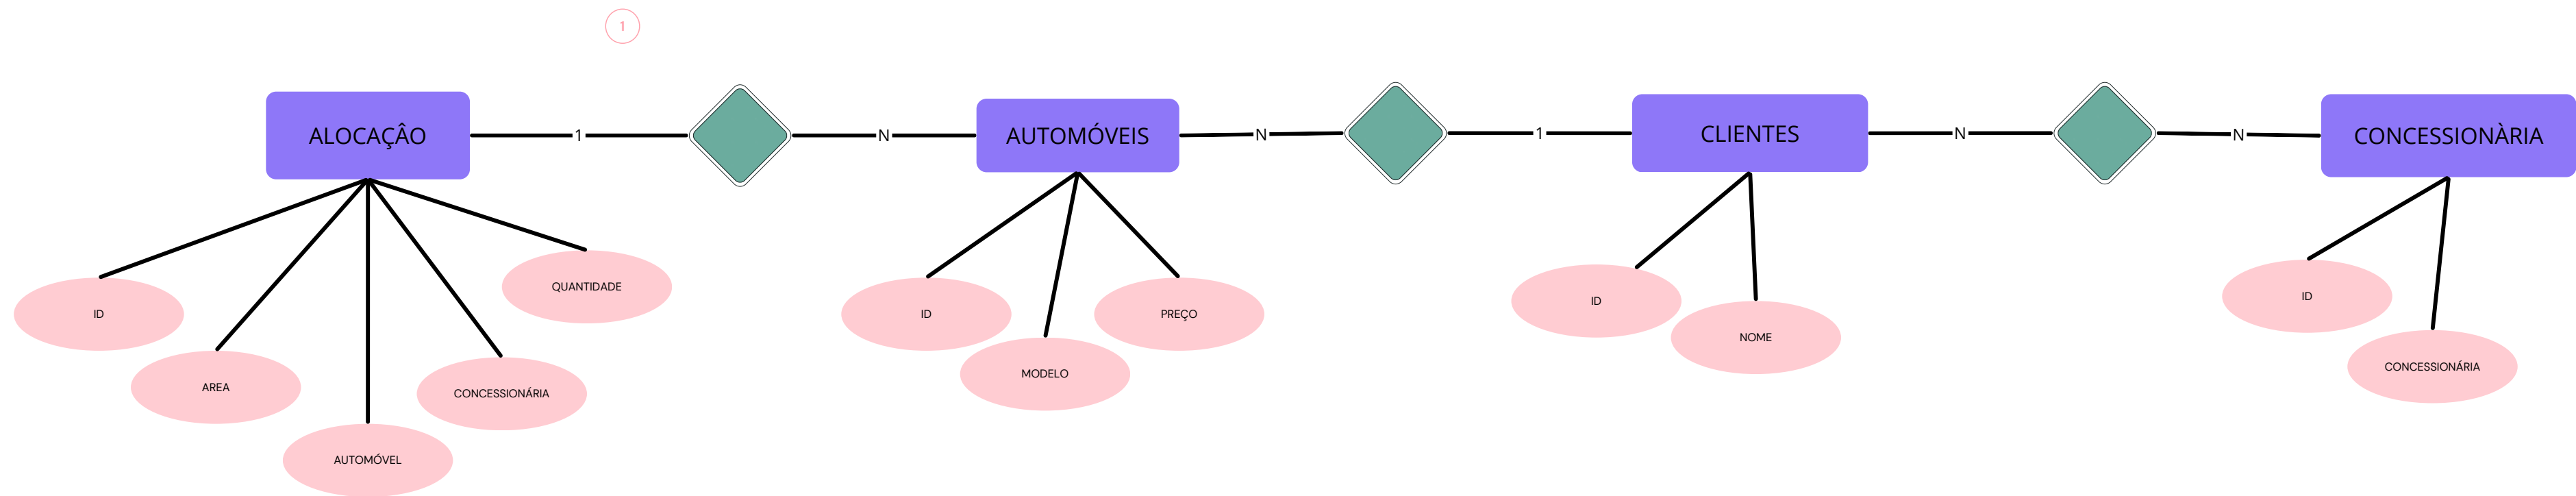 1
ALOCAÇÂO
1
N
AUTOMÓVEIS
N
1
CLIENTES
N
N
CONCESSIONÀRIA
ID
AREA
AUTOMÓVEL
CONCESSIONÁRIA
QUANTIDADE
ID
MODELO
PREÇO
ID
NOME
ID
CONCESSIONÁRIA